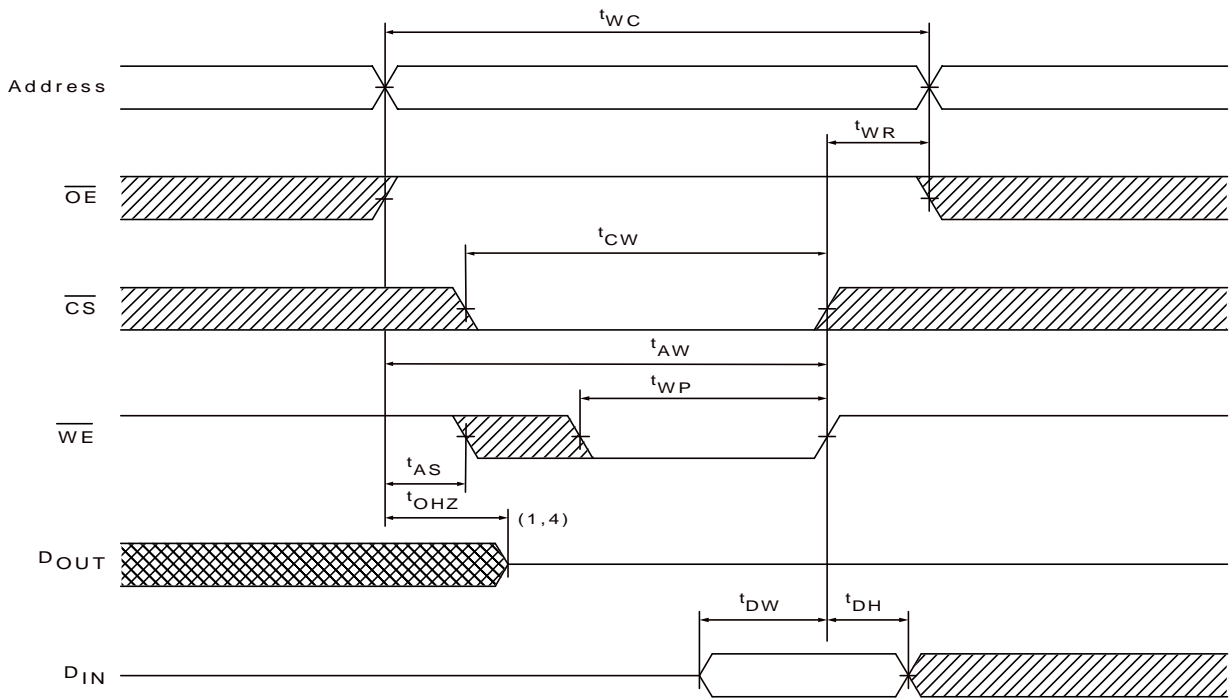 tWC
Address
tWR
OE
tCW
CS
tAW
tWP
WE
tAS
tOHZ
(1,4)
DOUT
tDW
tDH
DIN